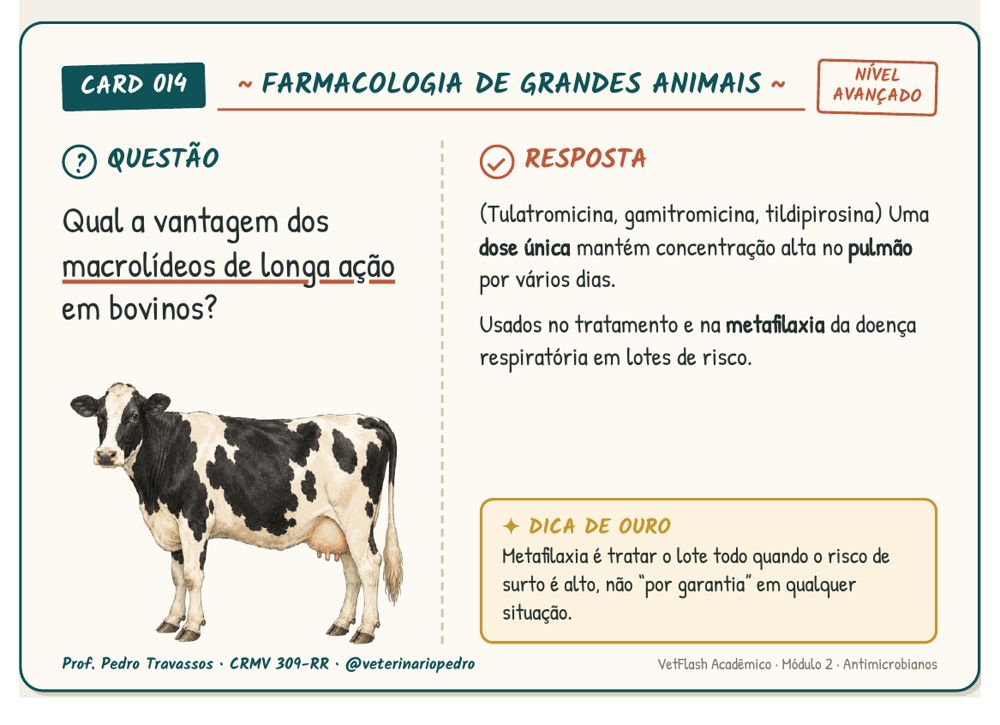 CARD 014
~ FARMACOLOGIA DE GRANDES ANIMAIS ~
NÍVEL
AVANÇADO
? QUESTÃO
Qual a vantagem dos
macrolídeos de longa ação
em bovinos?
RESPOSTA
(Tulatromicina, gamitromicina, tildipirosina) Uma
dose única mantém concentração alta no pulmão
por vários dias.
Usados no tratamento e na metafilaxia da doença
respiratória em lotes de risco.
✦ DICA DE OURO
Metafilaxia é tratar o lote todo quando o risco de
surto é alto, não “por garantia” em qualquer
situação.
Prof. Pedro Travassos · CRMV 309-RR · @veterinariopedro
VetFlash Acadêmico · Módulo 2 · Antimicrobianos